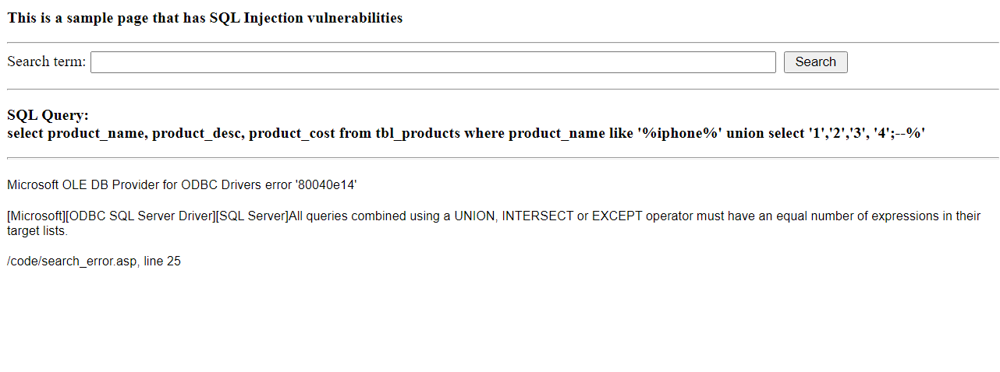 This is a sample page that has SQL Injection vulnerabilities
Search term:
Search
SQL Query:
select product_name, product_desc, product_cost from tbl_products where product_name like '%iphone%' union select '1','2','3', '4';--%'
Microsoft OLE DB Provider for ODBC Drivers error '80040e14'
[Microsoft][ODBC SQL Server Driver][SQL Server]All queries combined using a UNION, INTERSECT or EXCEPT operator must have an equal number of expressions in their
target lists.
/code/search_error.asp, line 25